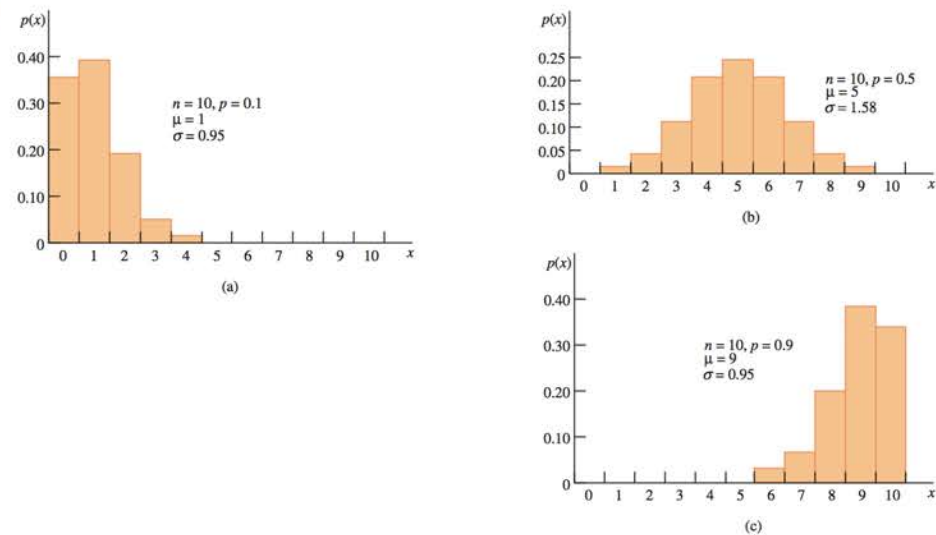 p(x)
0.40
0.30
0.20
0.10
0
n = 10, p = 0.1
μ = 1
σ = 0.95
0 1 2 3 4 5 6 7 8 9 10 x
(a)
p(x)
0.25
0.20
0.15
0.10
0.05
0
n = 10, p = 0.5
μ = 5
σ = 1.58
0 1 2 3 4 5 6 7 8 9 10 x
(b)
p(x)
0.40
0.30
0.20
0.10
0
n = 10, p = 0.9
μ = 9
σ = 0.95
0 1 2 3 4 5 6 7 8 9 10 x
(c)